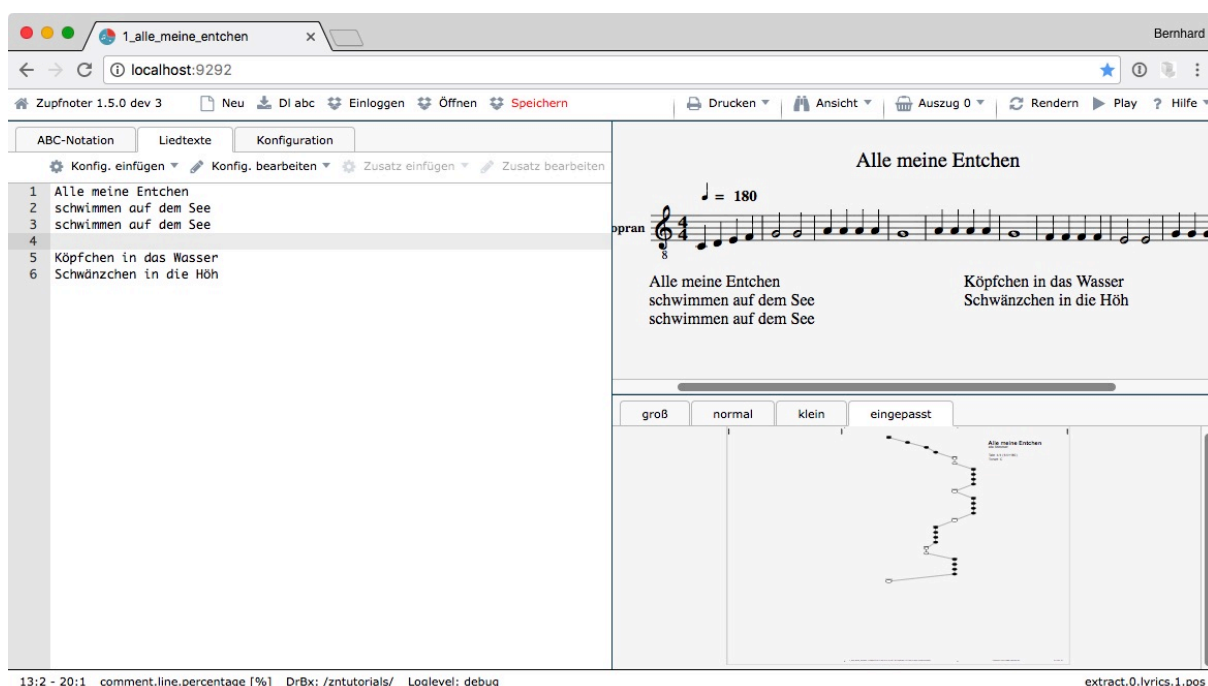 1_alle_meine_entchen
Bernhard
localhost:9292
Zupfnoter 1.5.0 dev 3 Neu Dl abc Einloggen Öffnen Speichern Drucken Ansicht Auszug 0 Rendern Play ? Hilfe
ABC-Notation Liedtexte Konfiguration
Konfig. einfügen Konfig. bearbeiten Zusatz einfügen Zusatz bearbeiten
1 Alle meine Entchen
2 schwimmen auf dem See
3 schwimmen auf dem See
4
5 Köpfchen in das Wasser
6 Schwänzchen in die Höh
Alle meine Entchen
= 180
opran
4
4
8
Alle meine Entchen
schwimmen auf dem See
schwimmen auf dem See
Köpfchen in das Wasser
Schwänzchen in die Höh
groß normal klein eingepasst
Alle meine Entchen
13:2 - 20:1 comment.line.percentage [%] DrBx: /zntutorials/ Loglevel: debug
extract.0.lyrics.1.pos